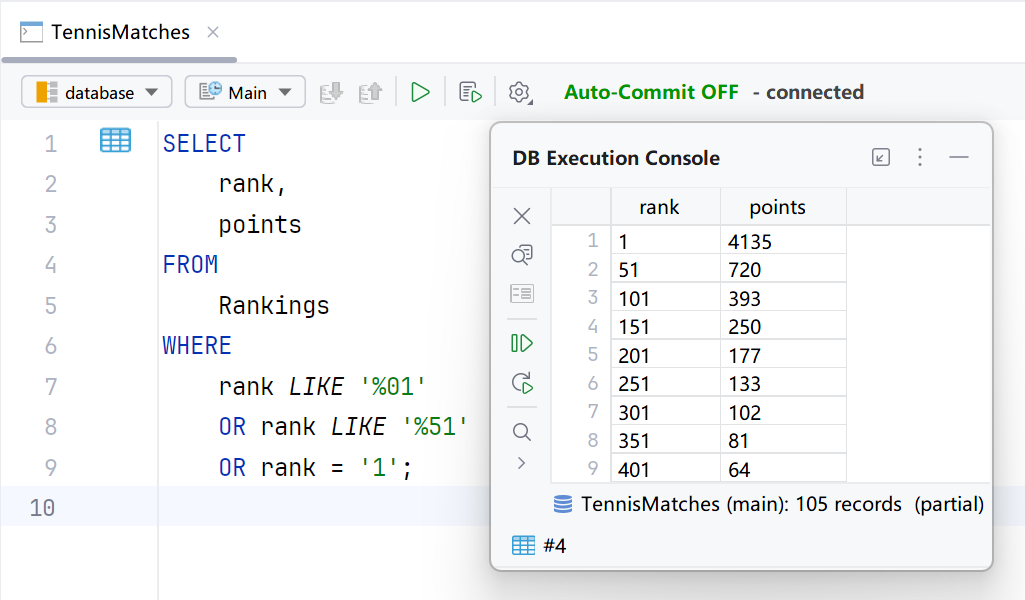 TennisMatches
database Main Auto-Commit OFF - connected
1 SELECT
2 rank,
3 points
4 FROM
5 Rankings
6 WHERE
7 rank LIKE '%01'
8 OR rank LIKE '%51'
9 OR rank = '1';
10
DB Execution Console
rank points
1 1 4135
2 51 720
3 101 393
4 151 250
5 201 177
6 251 133
7 301 102
8 351 81
9 401 64
TennisMatches (main): 105 records (partial)
#4